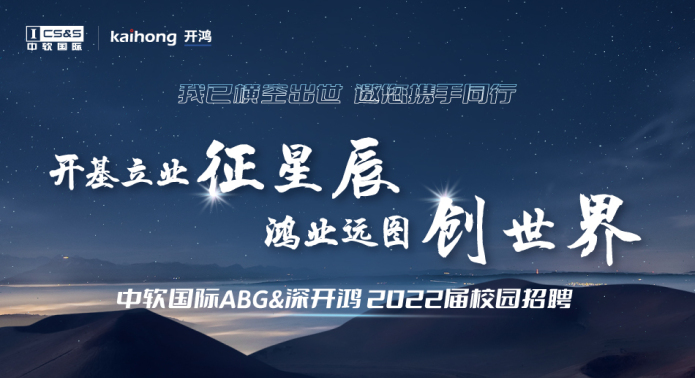 CS&S
中软国际
kaihong 开鸿
我已横空出世 邀您携手同行
开基立业征星辰
鸿业远图创世界
中软国际ABG&深开鸿 2022届校园招聘